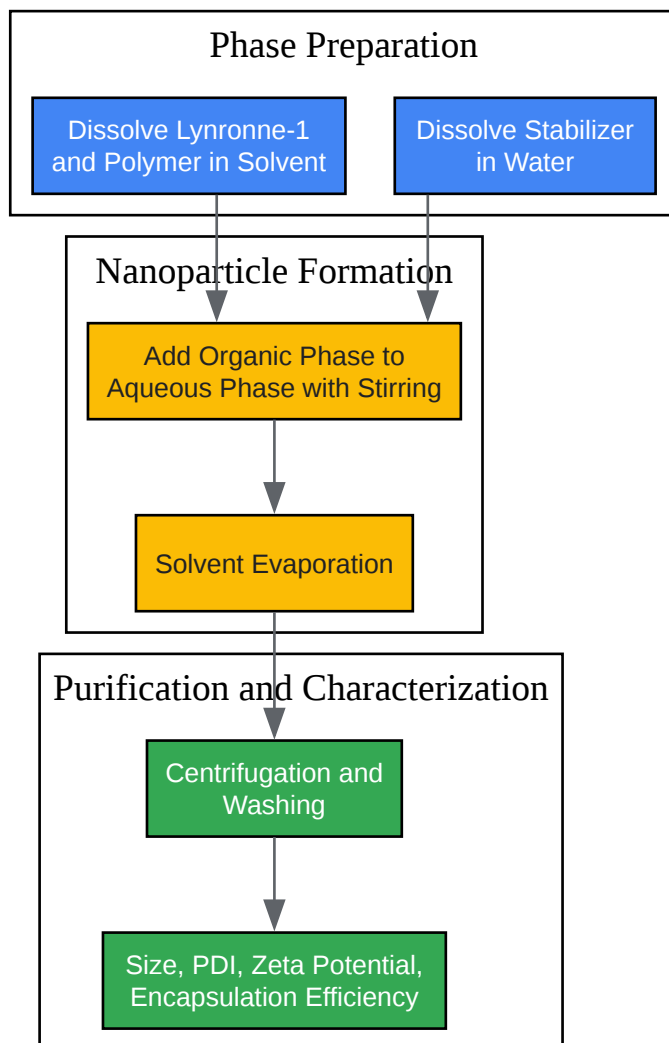 Phase Preparation
Dissolve Lynronne-1
and Polymer in Solvent
Dissolve Stabilizer
in Water
Nanoparticle Formation
Add Organic Phase to
Aqueous Phase with Stirring
Solvent Evaporation
Purification and Characterization
Centrifugation and
Washing
Size, PDI, Zeta Potential,
Encapsulation Efficiency